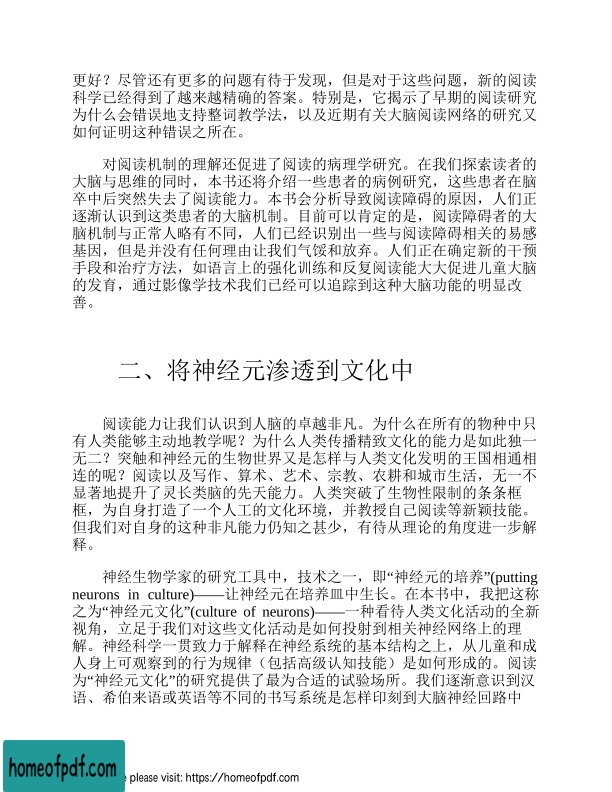 更好？尽管还有更多的问题有待于发现，但是对于这些问题，新的阅读
科学已经得到了越来越精确的答案。特别是，它揭示了早期的阅读研究
为什么会错误地支持整词教学法，以及近期有关大脑阅读网络的研究又
如何证明这种错误之所在。
对阅读机制的理解还促进了阅读的病理学研究。在我们探索读者的
大脑与思维的同时，本书还将介绍一些患者的病例研究，这些患者在脑
卒中后突然失去了阅读能力。本书会分析导致阅读障碍的原因，人们正
逐渐认识到这类患者的大脑机制。目前可以肯定的是，阅读障碍者的大
脑机制与正常人略有不同，人们已经识别出一些与阅读障碍相关的易感
基因，但是并没有任何理由让我们气馁和放弃。人们正在确定新的干预
手段和治疗方法，如语言上的强化训练和反复阅读能大大促进儿童大脑
的发育，通过影像学技术我们已经可以追踪到这种大脑功能的明显改
善。
二、将神经元渗透到文化中
阅读能力让我们认识到人脑的卓越非凡。为什么在所有的物种中只
有人类能够主动地教学呢？为什么人类传播精致文化的能力是如此独一
无二？突触和神经元的生物世界又是怎样与人类文化发明的王国相通相
连的呢？阅读以及写作、算术、艺术、宗教、农耕和城市生活，无一不
显著地提升了灵长类脑的先天能力。人类突破了生物性限制的条条框
框，为自身打造了一个人工的文化环境，并教授自己阅读等新颖技能。
但我们对自身的这种非凡能力仍知之甚少，有待从理论的角度进一步解
释。
神经生物学家的研究工具中，技术之一，即“神经元的培养”(putting
neurons in culture)——让神经元在培养皿中生长。在本书中，我把这称
之为“神经元文化”(culture of neurons)——一种看待人类文化活动的全新
视角，立足于我们对这些文化活动是如何投射到相关神经网络上的理
解。神经科学一贯致力于解释在神经系统的基本结构之上，从儿童和成
人身上可观察到的行为规律（包括高级认知技能）是如何形成的。阅读
为“神经元文化”的研究提供了最为合适的试验场所。我们逐渐意识到汉
语、希伯来语或英语等不同的书写系统是怎样印刻到大脑神经回路中
homeofpdf.com
please visit: https://homeofpdf.com